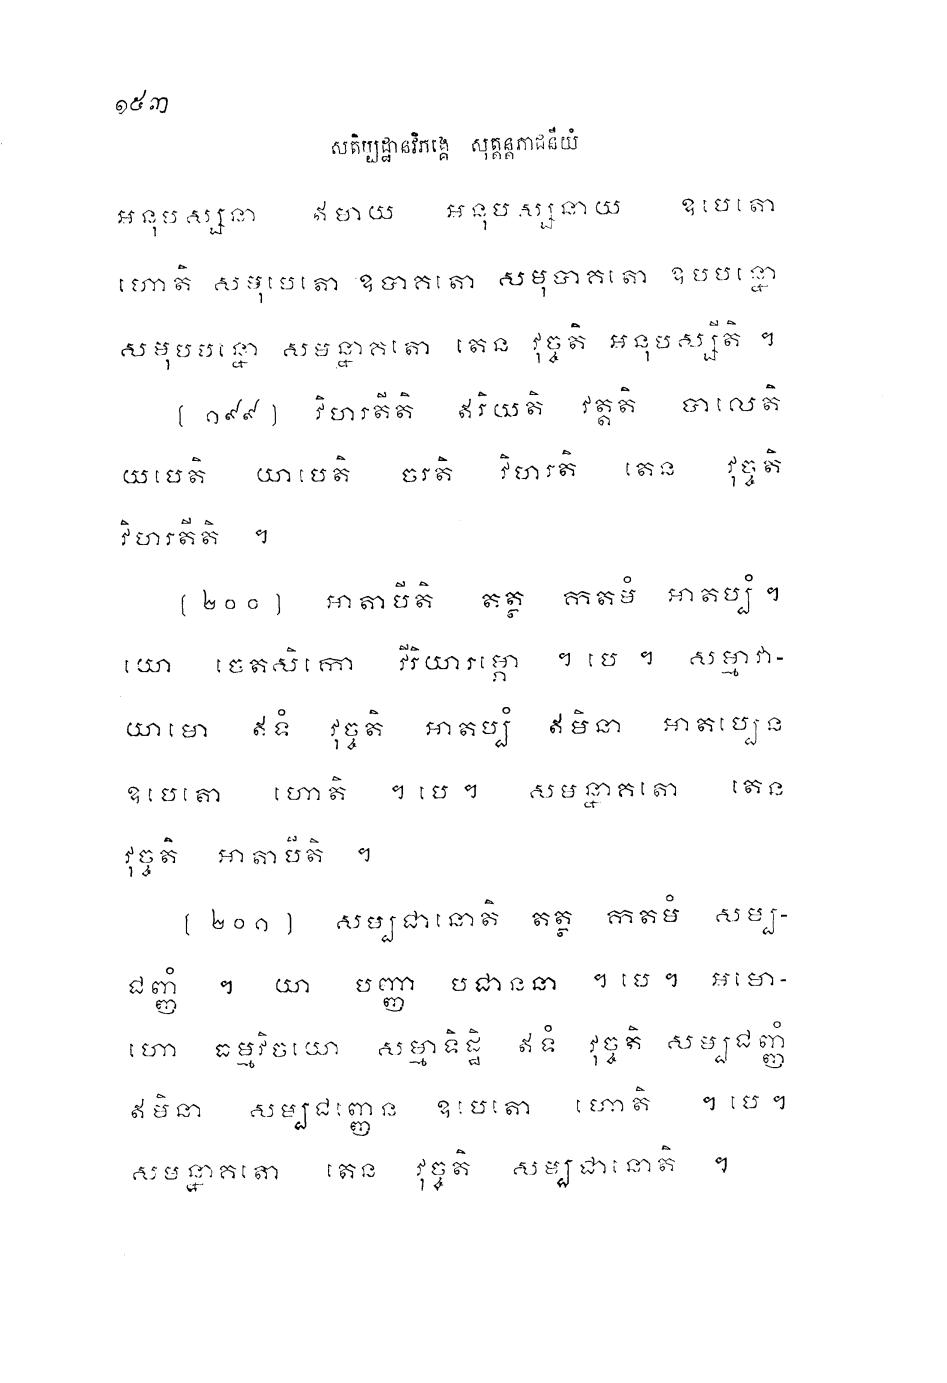 ១៥៣
សតិប្បដ្ឋានវិភង្គេ សុត្តន្តភាជនីយំ
អនុបស្សនា ឥមាយ អនុបស្សនាយ ឧបេតោ
ហោតិ សមុបេតោ ឧបាគតោ សមុបាគតោ ឧបបន្នោ
សមុបបន្នោ សមន្នាគតោ តេន វុច្ចតិ អនុបស្សីតិ ។
[ ១៩៩ ] វិហរតីតិ ឥរិយតិ វត្តតិ បាលេតិ
យបេតិ យាបេតិ ចរតិ វិហរតិ តេន វុច្ចតិ
វិហរតីតិ ។
[ ២០០ ] អាតាបីតិ តត្ថ កតមំ អាតប្បំ ។
យោ ចេតសិកោ វីរិយារម្ភោ ។ បេ ។ សម្មាវា-
យាមោ ឥទំ វុច្ចតិ អាតប្បំ ឥមិនា អាតប្បេន
ឧបេតោ ហោតិ ។ បេ ។ សមន្នាគតោ តេន
វុច្ចតិ អាតាបីតិ ។
[ ២០១ ] សម្បជានោតិ តត្ថ កតមំ សម្ប-
ជញ្ញំ ។ យា បញ្ញា បជាននា ។ បេ ។ អមោ-
ហោ ធម្មវិចយោ សម្មាទិដ្ឋិ ឥទំ វុច្ចតិ សម្បជញ្ញំ
ឥមិនា សម្បជញ្ញេន ឧបេតោ ហោតិ ។ បេ ។
សមន្នាគតោ តេន វុច្ចតិ សម្បជានោតិ ។